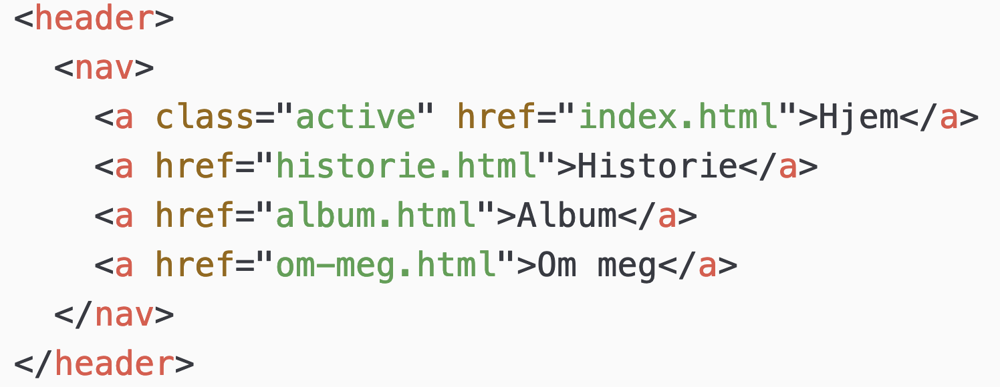 <header>
  <nav>
    <a class="active" href="index.html">Hjem</a>
    <a href="historie.html">Historie</a>
    <a href="album.html">Album</a>
    <a href="om-meg.html">Om meg</a>
  </nav>
</header>